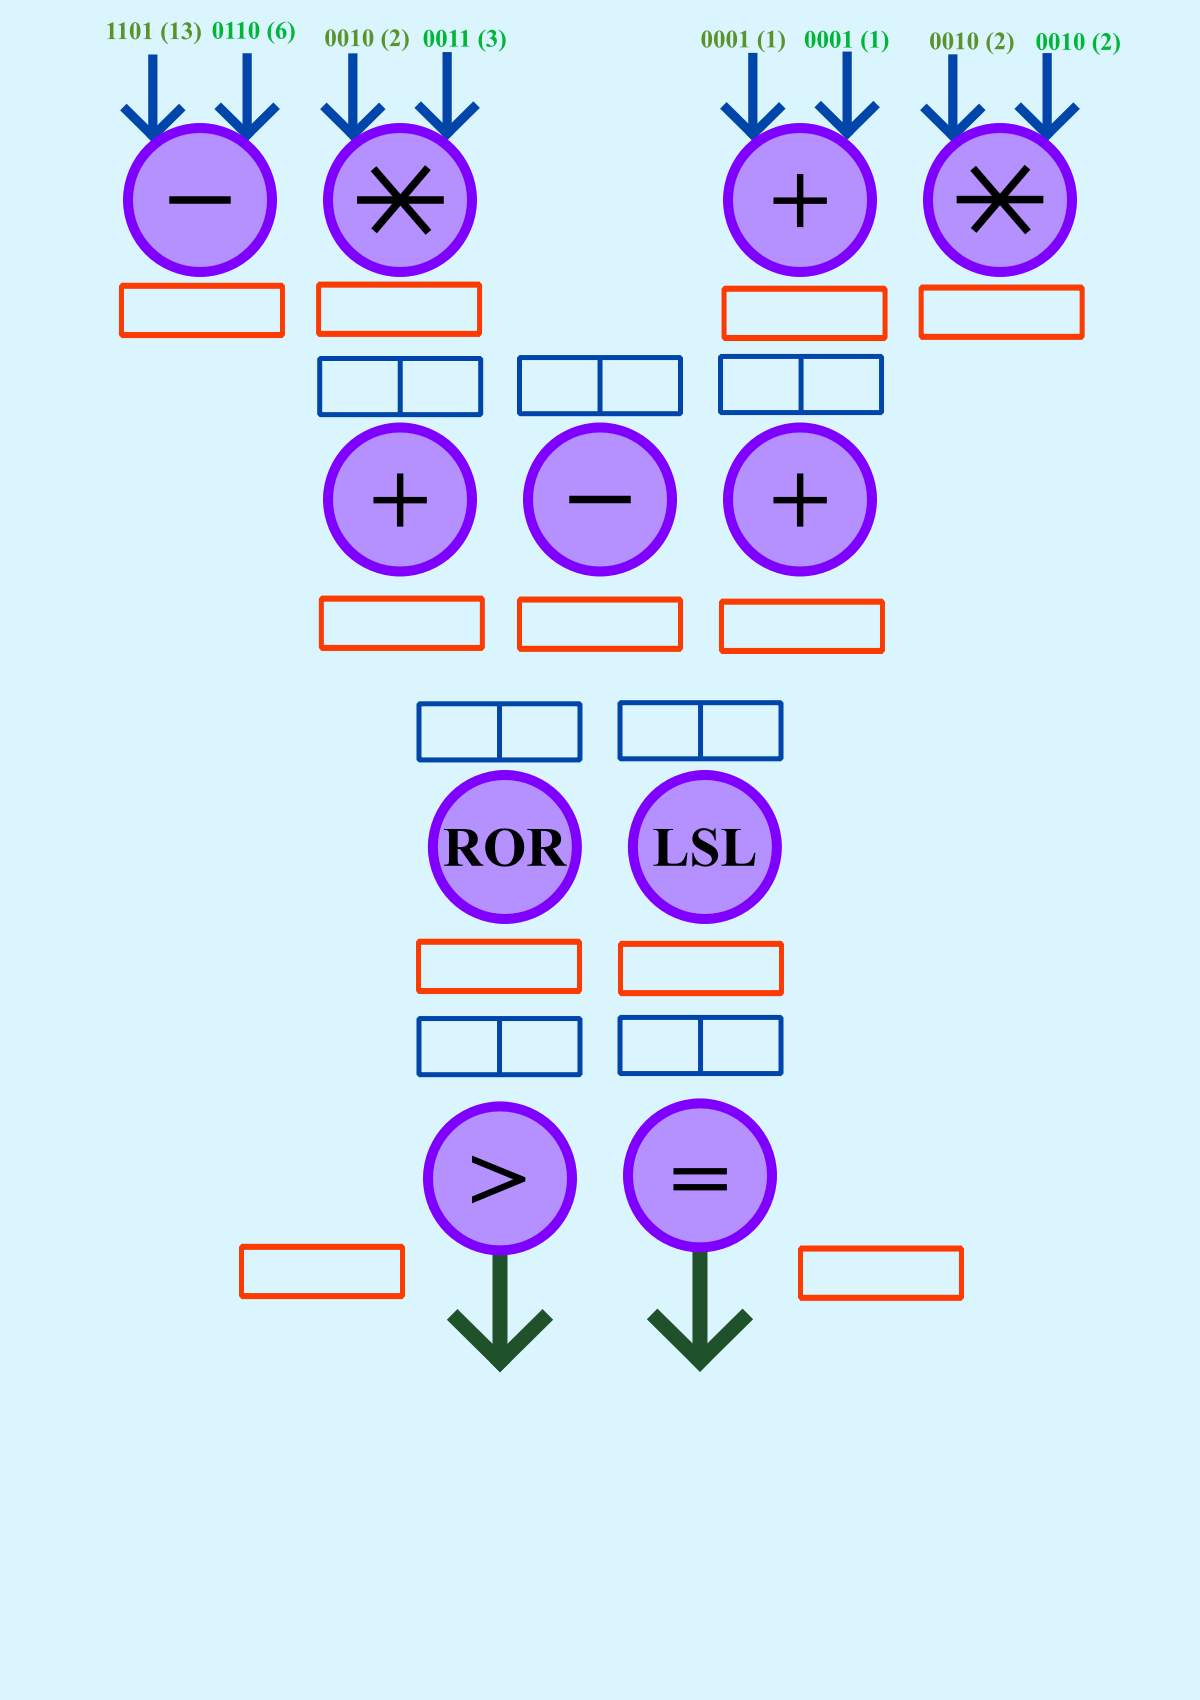 1101 (13) 0110 (6) 0010 (2) 0011 (3) 0001 (1) 0001 (1) 0010 (2) 0010 (2)
− * + *
+ − +
ROR LSL
> =